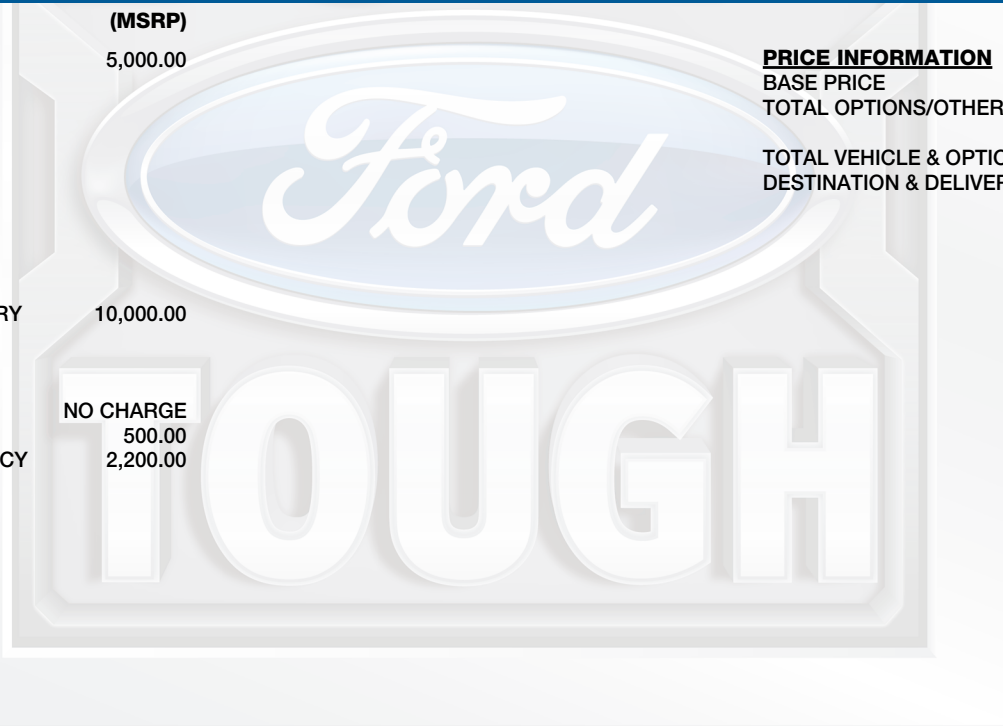 (MSRP)
5,000.00
RY 10,000.00
NO CHARGE
500.00
CY 2,200.00
PRICE INFORMATION
BASE PRICE
TOTAL OPTIONS/OTHER
TOTAL VEHICLE & OPTIO
DESTINATION & DELIVER
Ford
TOUGH